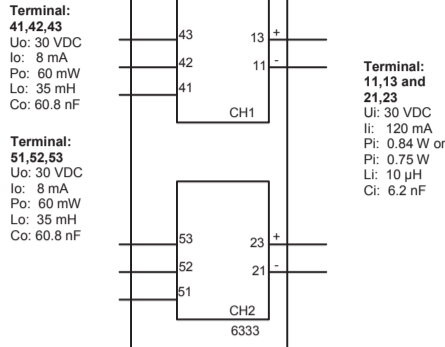 Terminal:
41,42,43
Uo: 30 VDC
Io: 8 mA
Po: 60 mW
Lo: 35 mH
Co: 60.8 nF
Terminal:
51,52,53
Uo: 30 VDC
Io: 8 mA
Po: 60 mW
Lo: 35 mH
Co: 60.8 nF
43
42
41
13 +
11 -
CH1
53
52
51
23 +
21 -
CH2
6333
Terminal:
11,13 and
21,23
Ui: 30 VDC
Ii: 120 mA
Pi: 0.84 W or
Pi: 0.75 W
Li: 10 µH
Ci: 6.2 nF